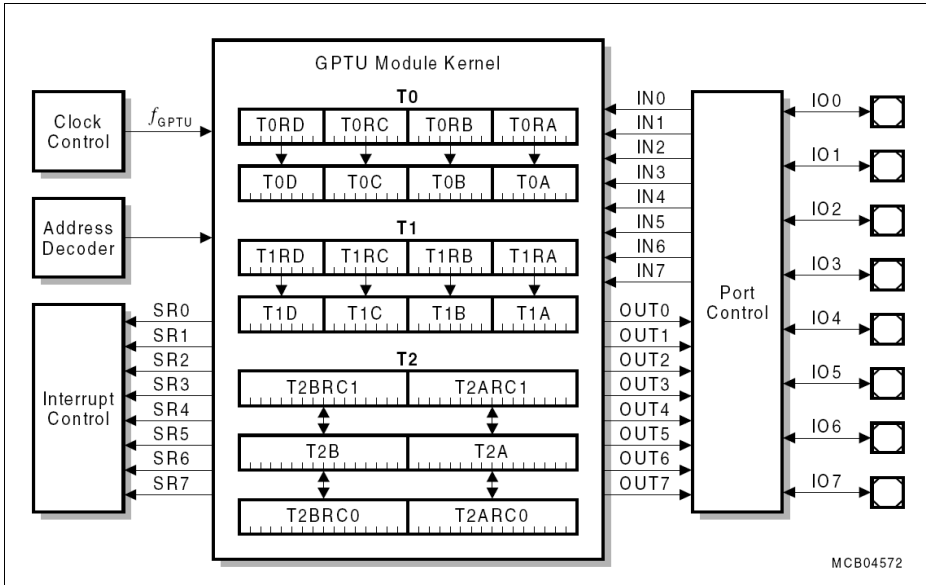 GPTU Module Kernel
T0
T0RD T0RC T0RB T0RA
T0D T0C T0B T0A
T1
T1RD T1RC T1RB T1RA
T1D T1C T1B T1A
T2
T2BRC1 T2ARC1
T2B T2A
T2BRC0 T2ARC0
Clock
Control
fGPTU
Address
Decoder
Interrupt
Control
SR0
SR1
SR2
SR3
SR4
SR5
SR6
SR7
IN0
IN1
IN2
IN3
IN4
IN5
IN6
IN7
OUT0
OUT1
OUT2
OUT3
OUT4
OUT5
OUT6
OUT7
Port
Control
IO0
IO1
IO2
IO3
IO4
IO5
IO6
IO7
MCB04572